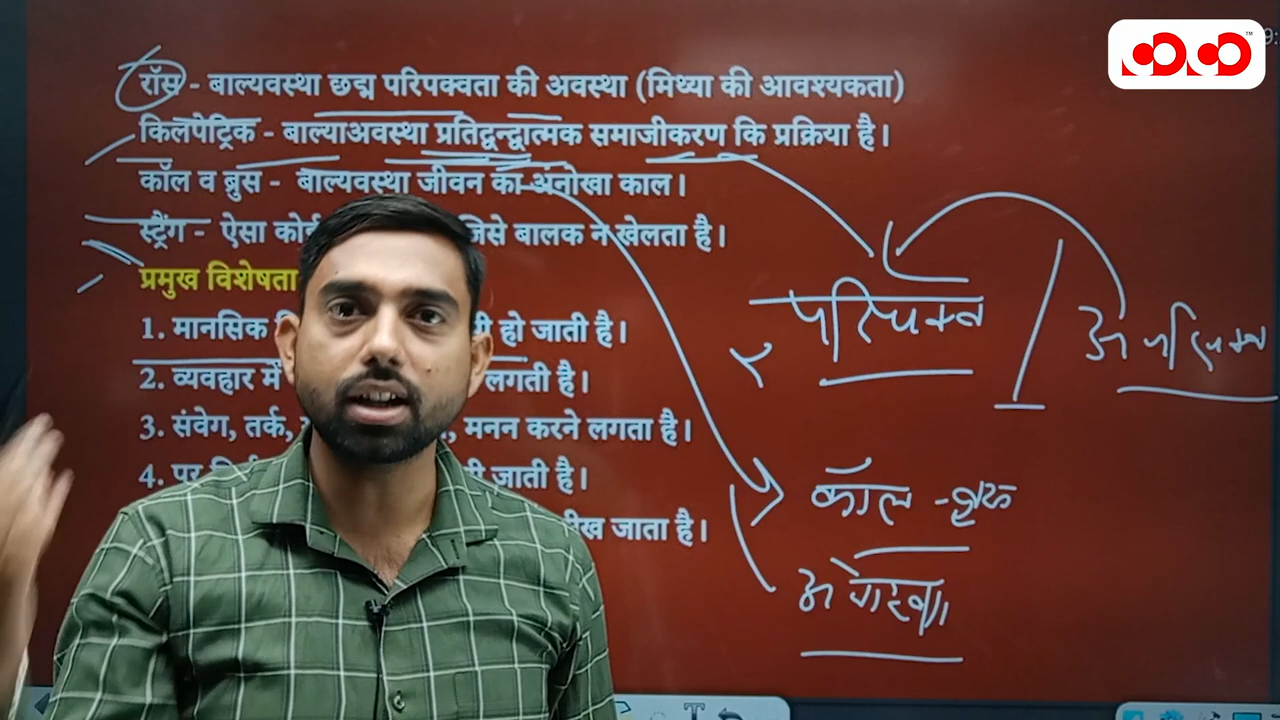 रॉस - बाल्यवस्था छद्म परिपक्वता की अवस्था (मिथ्या की आवश्यकता)
किलपेट्रिक - बाल्याअवस्था प्रतिद्वन्द्वात्मक समाजीकरण कि प्रक्रिया है।
कॉल व ब्रुस - बाल्यवस्था जीवन का अनोखा काल।
स्ट्रैंग - ऐसा कोई जिसे बालक न खेलता है।
प्रमुख विशेषता
1. मानसिक हो जाती है।
2. व्यवहार में लगती है।
3. संवेग, तर्क, मनन करने लगता है।
4. पर जाती है।
सीख जाता है।
परिपक्व
अपरिपक्व
काल
अनोखा